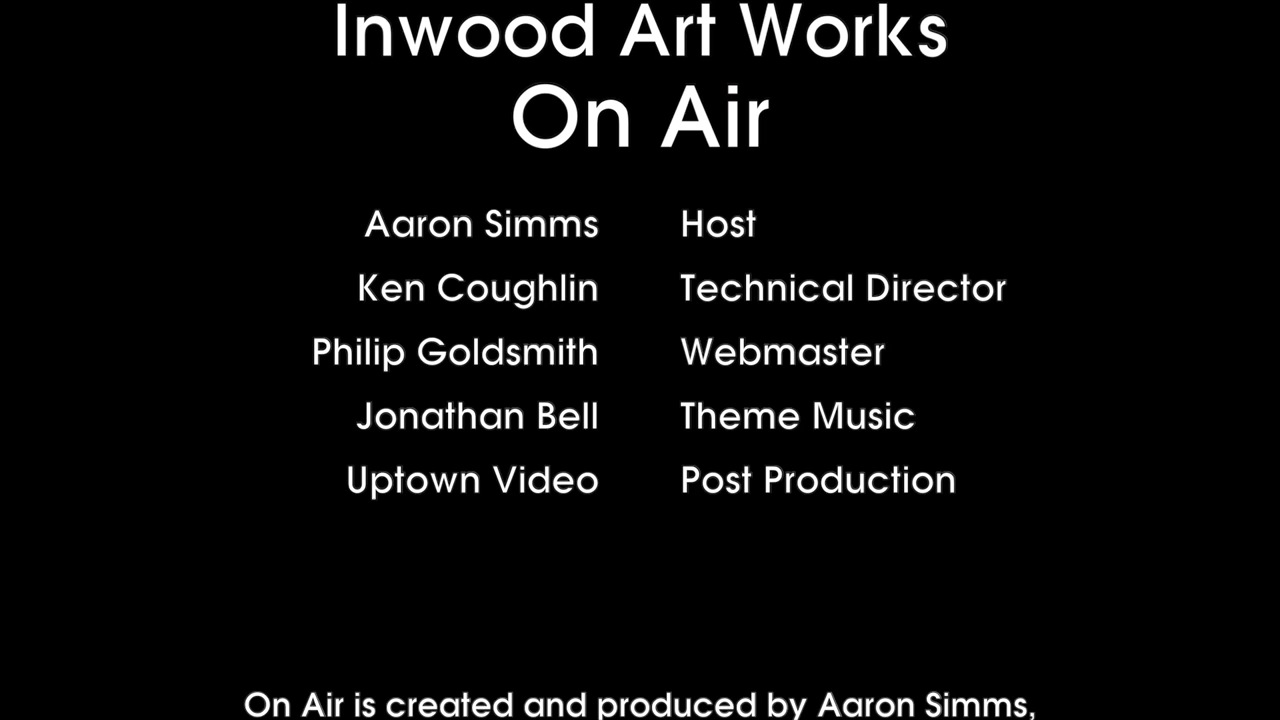 Inwood Art Works
On Air
Aaron Simms Host
Ken Coughlin Technical Director
Philip Goldsmith Webmaster
Jonathan Bell Theme Music
Uptown Video Post Production
On Air is created and produced by Aaron Simms,